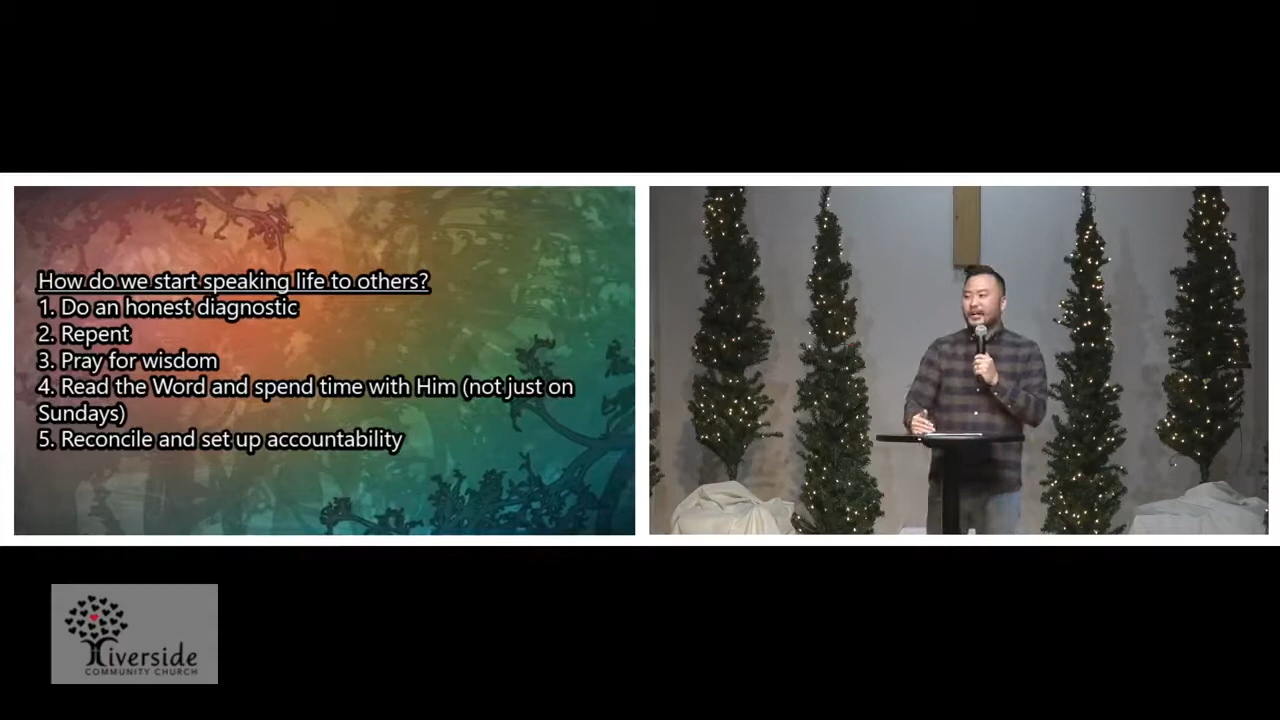 How do we start speaking life to others?
1. Do an honest diagnostic
2. Repent
3. Pray for wisdom
4. Read the Word and spend time with Him (not just on
Sundays)
5. Reconcile and set up accountability
Riverside
COMMUNITY CHURCH